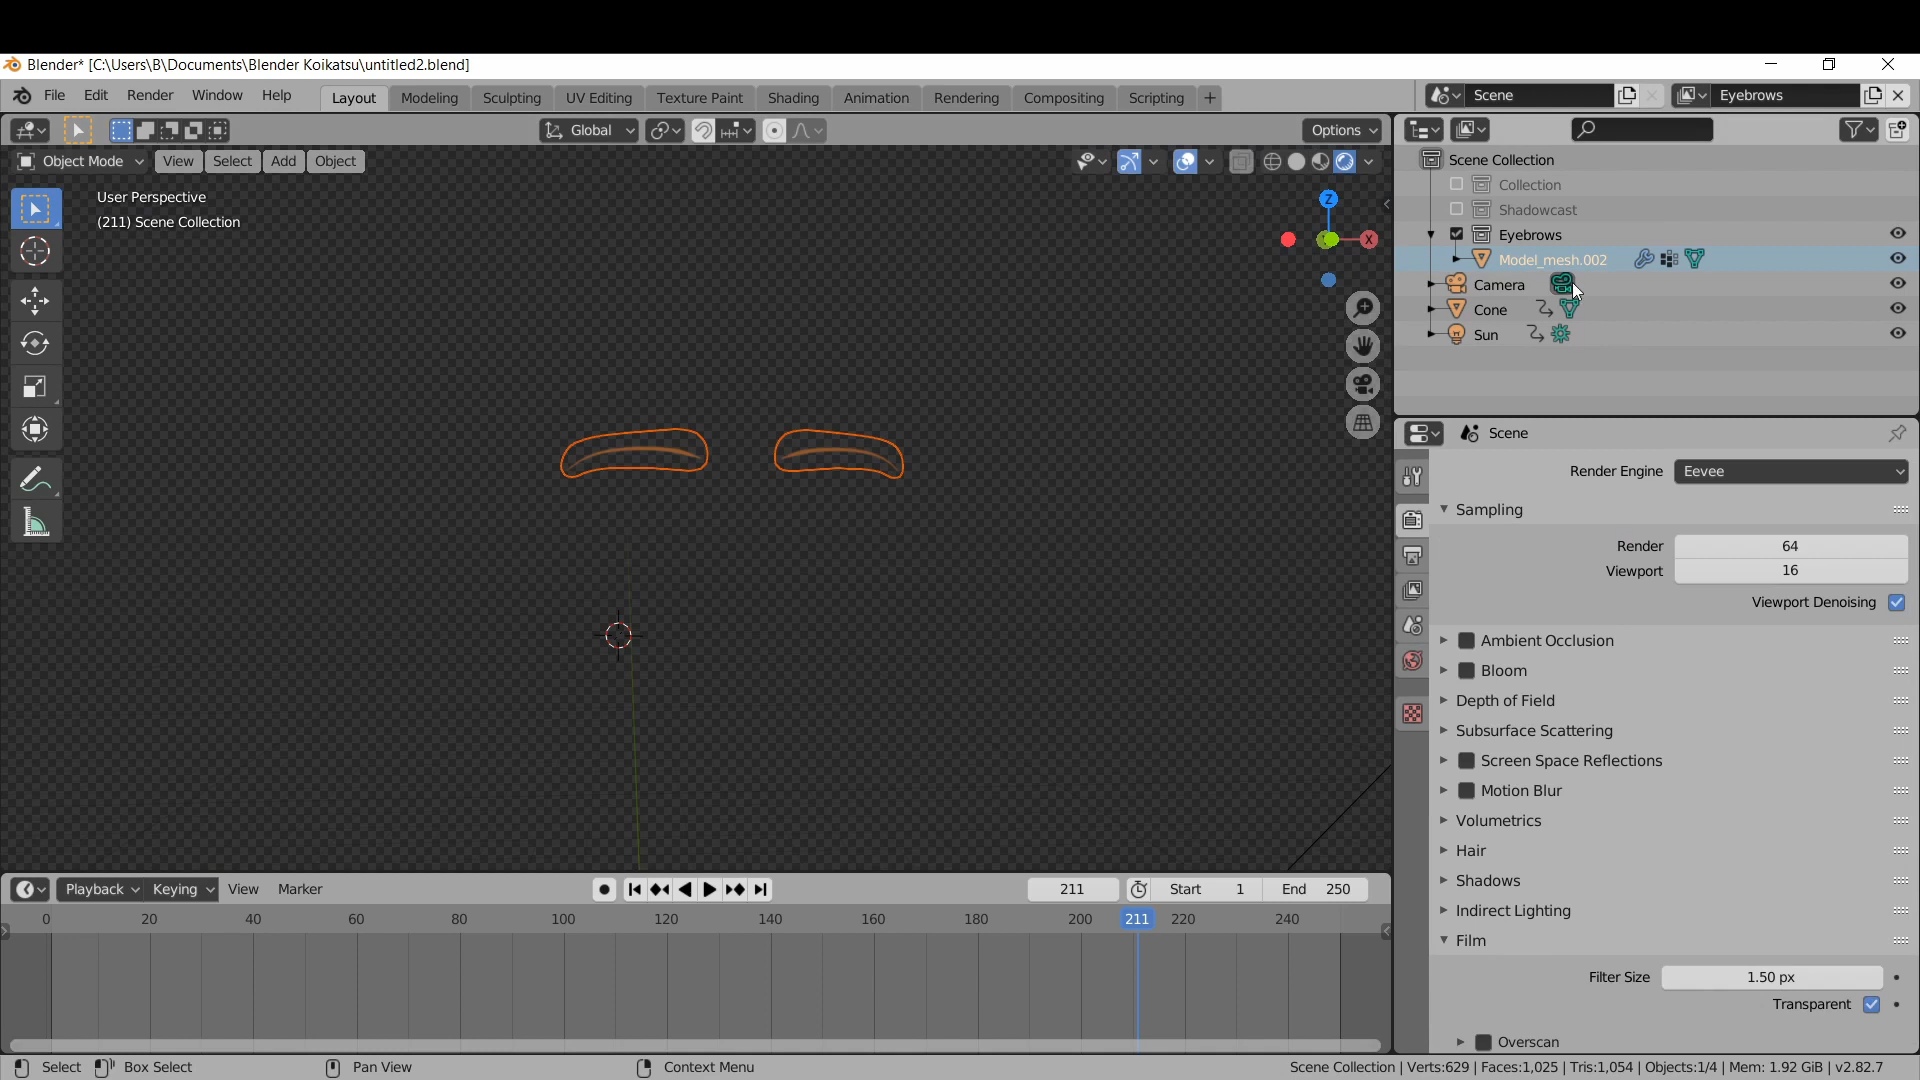 Blender* [C:\Users\B\Documents\Blender Koikatsu\untitled2.blend]
File Edit Render Window Help Layout Modeling Sculpting UV Editing Texture Paint Shading Animation Rendering Compositing Scripting + Scene Eyebrows
Global Options
Object Mode View Select Add Object
User Perspective
(211) Scene Collection
Z
X
Scene Collection
Collection
Shadowcast
Eyebrows
Model_mesh.002
Camera
Cone
Sun
Scene
Render Engine Eevee
Sampling
Render 64
Viewport 16
Viewport Denoising
Ambient Occlusion
Bloom
Depth of Field
Subsurface Scattering
Screen Space Reflections
Motion Blur
Volumetrics
Hair
Shadows
Indirect Lighting
Film
Filter Size 1.50 px
Transparent
Overscan
Playback Keying View Marker 211 Start 1 End 250
0 20 40 60 80 100 120 140 160 180 200 211 220 240
Select Box Select Pan View Context Menu Scene Collection | Verts:629 | Faces:1,025 | Tris:1,054 | Objects:1/4 | Mem: 1.92 GiB | v2.82.7